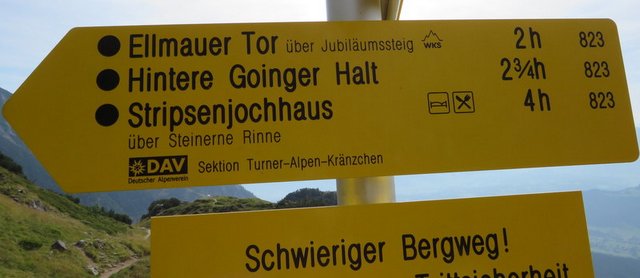 Ellmauer Tor über Jubiläumssteig WKS 2h 823
Hintere Goinger Halt 2¾h 823
Stripsenjochhaus 4h 823
über Steinerne Rinne
DAV Sektion Turner-Alpen-Kränzchen
Deutscher Alpenverein
Schwieriger Bergweg!
Trittsicherheit